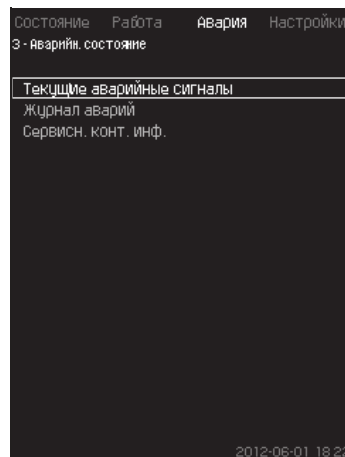 Состояние Работа Авария Настройки
3 - Аварийн. состояние
Текущие аварийные сигналы
Журнал аварий
Сервисн. конт. инф.
2012-06-01 18:22